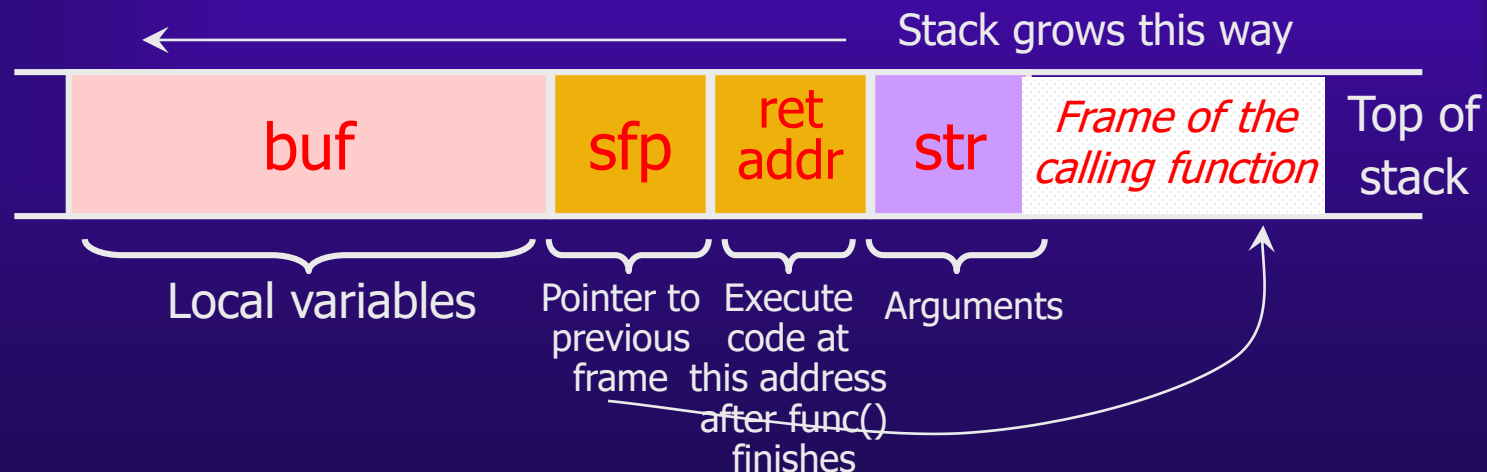 Stack grows this way
buf
sfp
ret
addr
str
Frame of the
calling function
Top of
stack
Local variables
Pointer to
previous
frame
Execute
code at
this address
after func()
finishes
Arguments